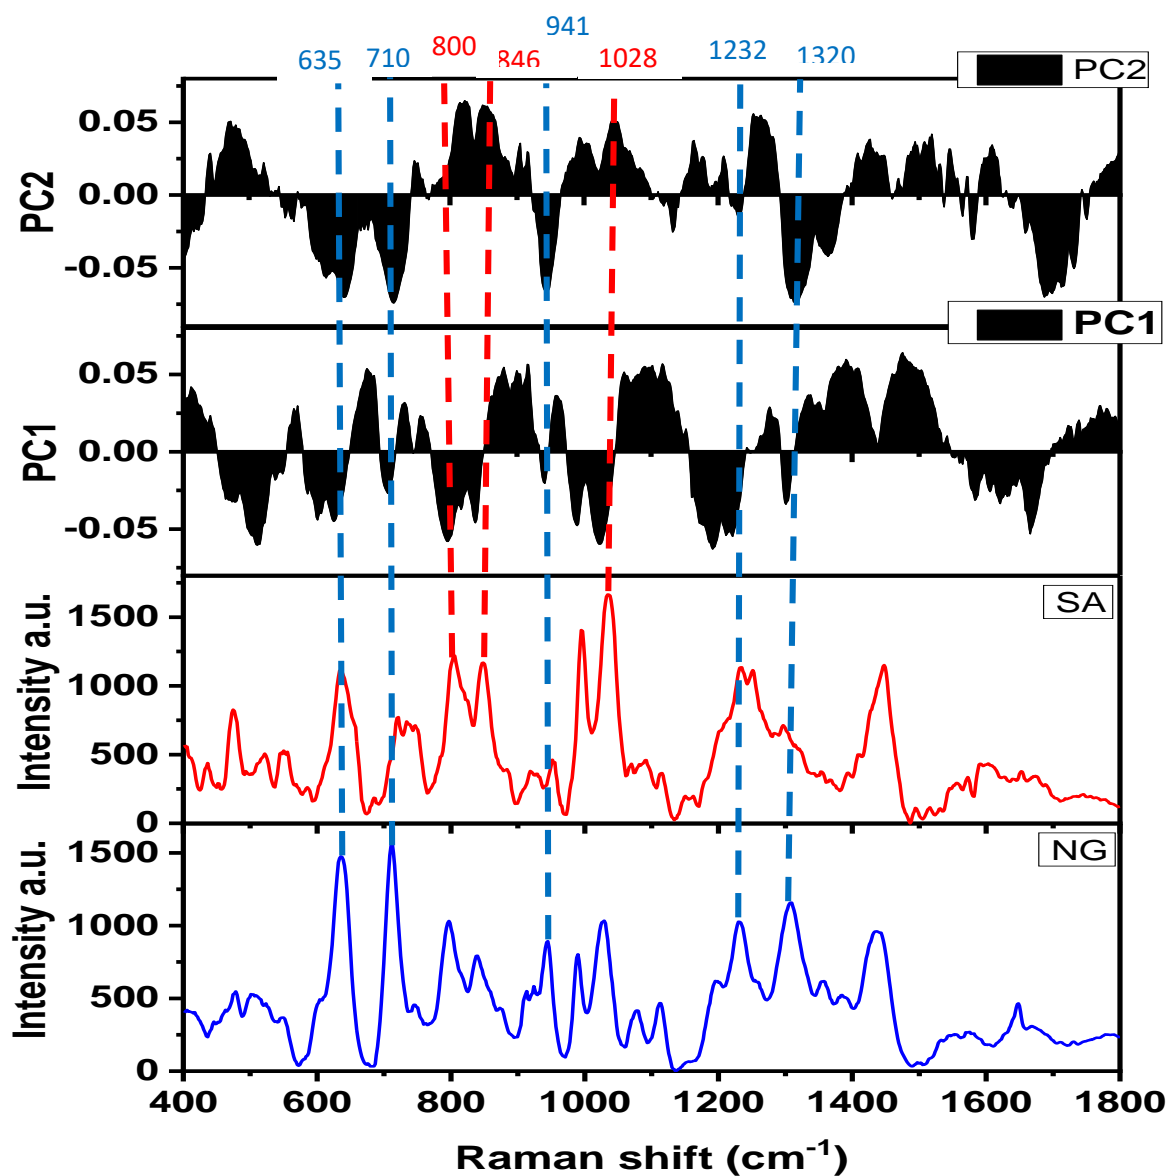 635 710 800 846 941 1028 1232 1320
PC2
0.05
0.00
-0.05
PC2
PC1
0.05
0.00
-0.05
PC1
SA
1500
1000
500
0
Intensity a.u.
NG
1500
1000
500
0
Intensity a.u.
400 600 800 1000 1200 1400 1600 1800
Raman shift (cm⁻¹)